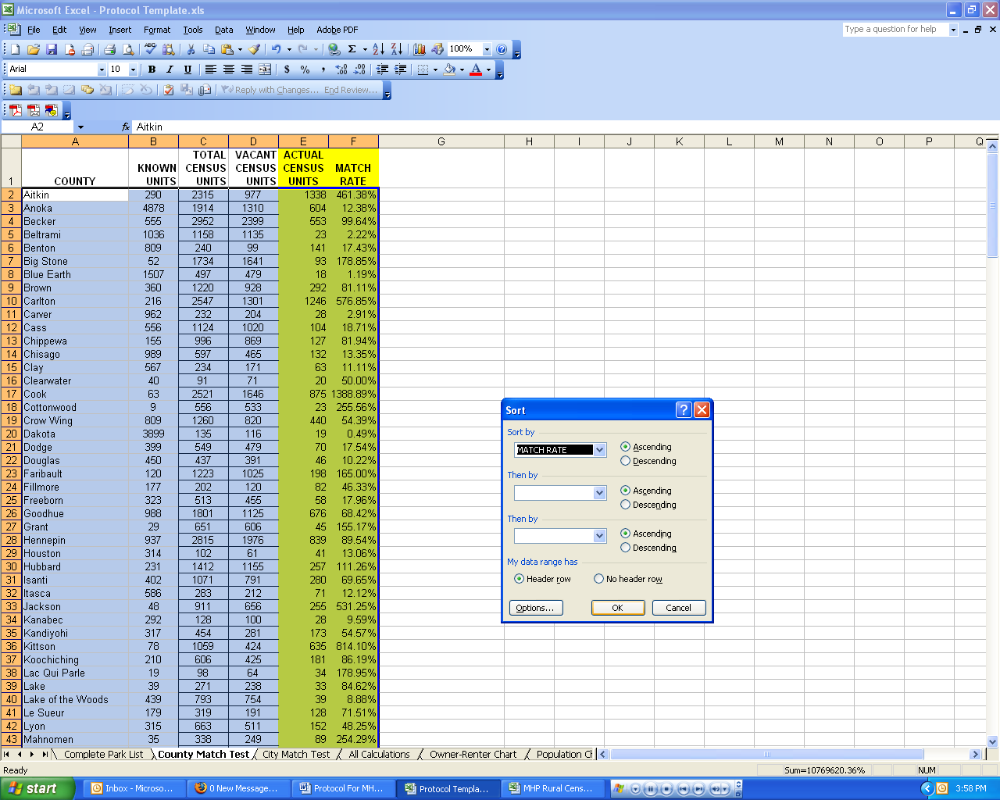 Microsoft Excel - Protocol Template.xls
File Edit View Insert Format Tools Data Window Help Adobe PDF
Type a question for help
100%
Arial 10 B I U $ % ,
Reply with Changes... End Review...
A2 fx Aitkin
A B C D E F G H I J K L M N O P Q
TOTAL VACANT ACTUAL
KNOWN CENSUS CENSUS CENSUS MATCH
1 COUNTY UNITS UNITS UNITS UNITS RATE
2 Aitkin 290 2315 977 1338 461.38%
3 Anoka 4878 1914 1310 604 12.38%
4 Becker 555 2952 2399 553 99.64%
5 Beltrami 1036 1158 1135 23 2.22%
6 Benton 809 240 99 141 17.43%
7 Big Stone 52 1734 1641 93 178.85%
8 Blue Earth 1507 497 479 18 1.19%
9 Brown 360 1220 928 292 81.11%
10 Carlton 216 2547 1301 1246 576.85%
11 Carver 962 232 204 28 2.91%
12 Cass 556 1124 1020 104 18.71%
13 Chippewa 155 996 869 127 81.94%
14 Chisago 989 597 465 132 13.35%
15 Clay 567 234 171 63 11.11%
16 Clearwater 40 91 71 20 50.00%
17 Cook 63 2521 1646 875 1388.89%
18 Cottonwood 9 556 533 23 255.56%
19 Crow Wing 809 1260 820 440 54.39%
20 Dakota 3899 135 116 19 0.49%
21 Dodge 399 549 479 70 17.54%
22 Douglas 450 437 391 46 10.22%
23 Faribault 120 1223 1025 198 165.00%
24 Fillmore 177 202 120 82 46.33%
25 Freeborn 323 513 455 58 17.96%
26 Goodhue 988 1801 1125 676 68.42%
27 Grant 29 651 606 45 155.17%
28 Hennepin 937 2815 1976 839 89.54%
29 Houston 314 102 61 41 13.06%
30 Hubbard 231 1412 1155 257 111.26%
31 Isanti 402 1071 791 280 69.65%
32 Itasca 586 283 212 71 12.12%
33 Jackson 48 911 656 255 531.25%
34 Kanabec 292 128 100 28 9.59%
35 Kandiyohi 317 454 281 173 54.57%
36 Kittson 78 1059 424 635 814.10%
37 Koochiching 210 606 425 181 86.19%
38 Lac Qui Parle 19 98 64 34 178.95%
39 Lake 39 271 238 33 84.62%
40 Lake of the Woods 439 793 754 39 8.88%
41 Le Sueur 179 319 191 128 71.51%
42 Lyon 315 663 511 152 48.25%
43 Mahnomen 35 338 249 89 254.29%
Sort
Sort by
MATCH RATE Ascending
Descending
Then by
Ascending
Descending
Then by
Ascending
Descending
My data range has
Header row No header row
Options... OK Cancel
Complete Park List County Match Test City Match Test All Calculations Owner-Renter Chart Population Cl
Ready Sum=10769620.36% NUM
start Inbox - Microso... 0 New Message... Protocol For MH... Protocol Templa... MHP Rural Cens... 3:58 PM